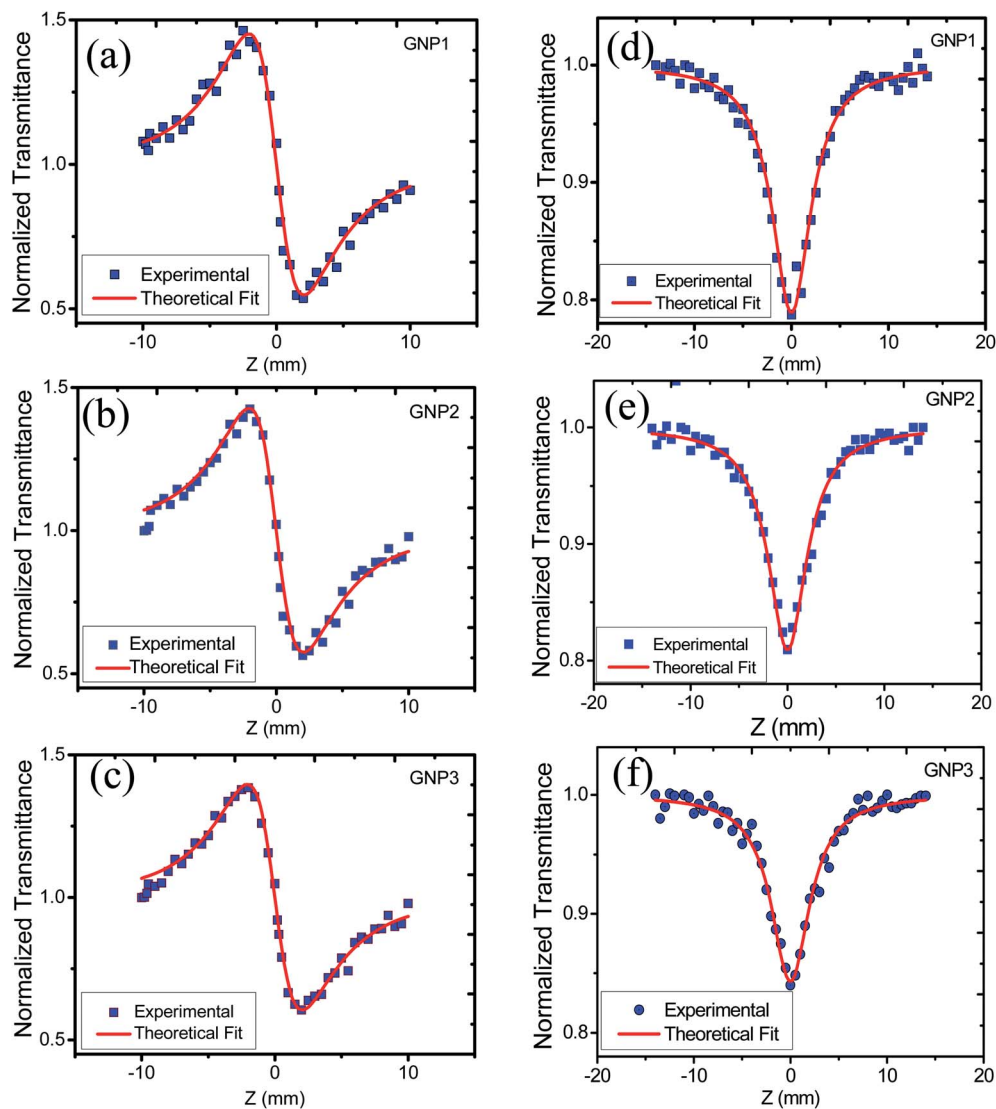 (a)
GNP1
Normalized Transmittance
1.5
1.0
0.5
Experimental
Theoretical Fit
-10
0
10
Z (mm)
(d)
GNP1
Normalized Transmittance
1.0
0.9
0.8
Experimental
Theoretical Fit
-20
-10
0
10
20
Z (mm)
(b)
GNP2
Normalized Transmittance
1.5
1.0
0.5
Experimental
Theoretical Fit
-10
0
10
Z (mm)
(e)
GNP2
Normalized Transmittance
1.0
0.9
0.8
Experimental
Theoretical Fit
-20
-10
0
10
20
Z (mm)
(c)
GNP3
Normalized Transmittance
1.5
1.0
0.5
Experimental
Theoretical Fit
-10
0
10
Z (mm)
(f)
GNP3
Normalized Transmittance
1.0
0.9
0.8
Experimental
Theoretical Fit
-20
-10
0
10
20
Z (mm)